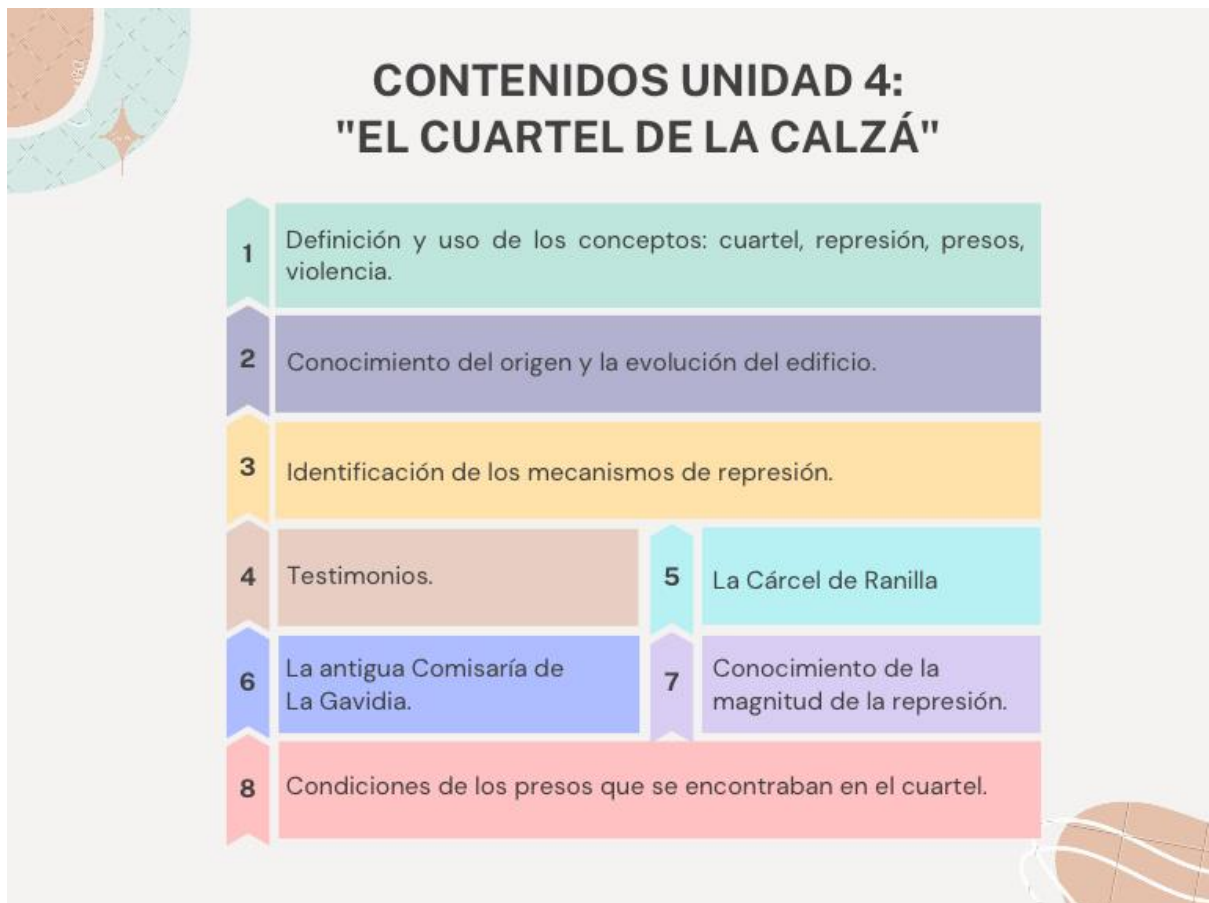 CONTENIDOS UNIDAD 4:
"EL CUARTEL DE LA CALZÁ"
1
Definición y uso de los conceptos: cuartel, represión, presos,
violencia.
2
Conocimiento del origen y la evolución del edificio.
3
Identificación de los mecanismos de represión.
4
Testimonios.
5
La Cárcel de Ranilla
6
La antigua Comisaría de
La Gavidia.
7
Conocimiento de la
magnitud de la represión.
8
Condiciones de los presos que se encontraban en el cuartel.